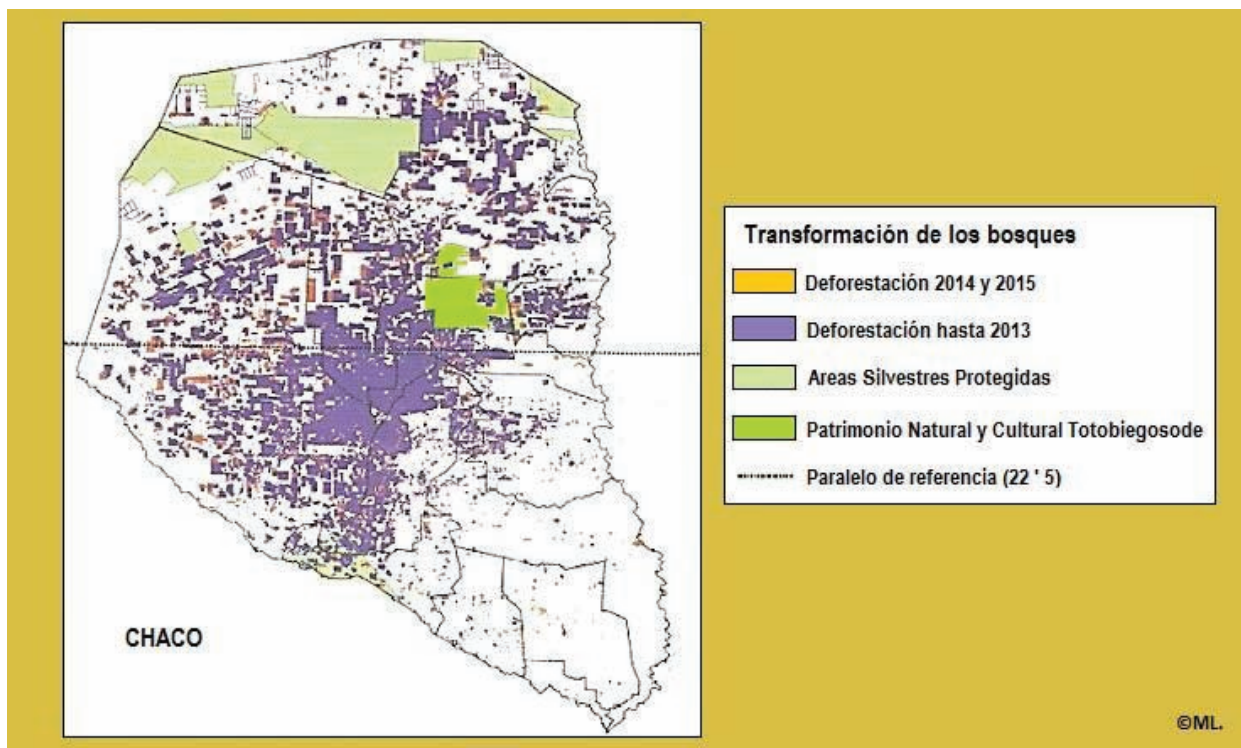 CHACO
Transformación de los bosques
Deforestación 2014 y 2015
Deforestación hasta 2013
Areas Silvestres Protegidas
Patrimonio Natural y Cultural Totobiegosode
Paralelo de referencia (22 ' 5)
©ML.